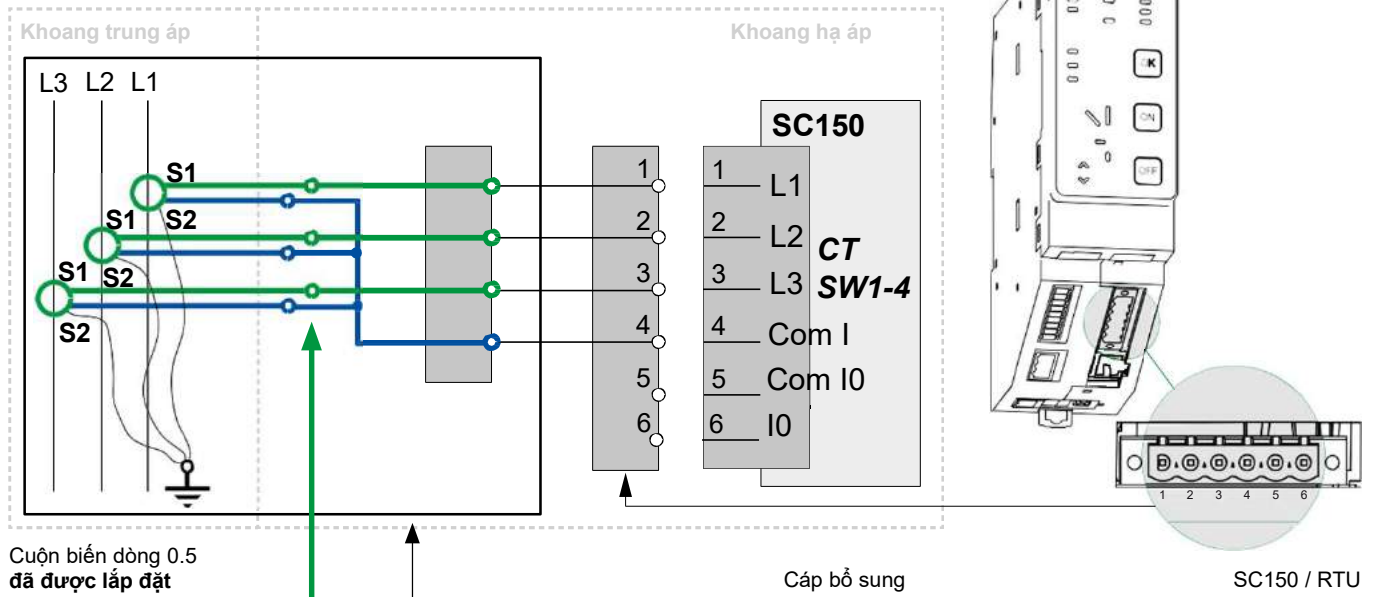 Khoang trung áp
Khoang hạ áp
L3 L2 L1
SC150
S1
S2
S1
S2
S1
S2
1
2
3
4
5
6
1 L1
2 L2
3 L3
4 Com I
5 Com I0
6 I0
CT
SW1-4
OK
ON
OFF
1 2 3 4 5 6
Cuộn biến dòng 0.5
đã được lắp đặt
Cáp bổ sung
SC150 / RTU